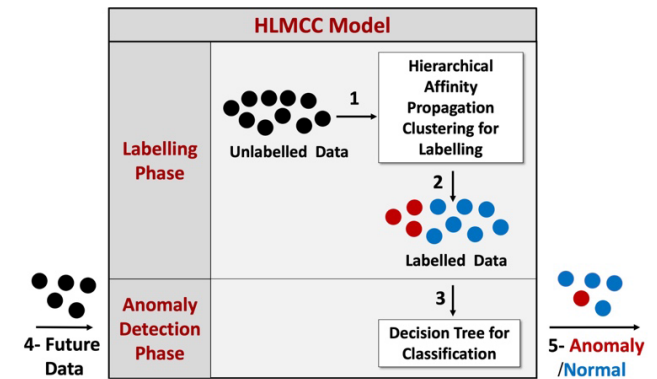 HLMCC Model
Labelling
Phase
1
Unlabelled Data
Hierarchical
Affinity
Propagation
Clustering for
Labelling
2
Labelled Data
Anomaly
Detection
Phase
3
Decision Tree for
Classification
4- Future
Data
5- Anomaly
/Normal